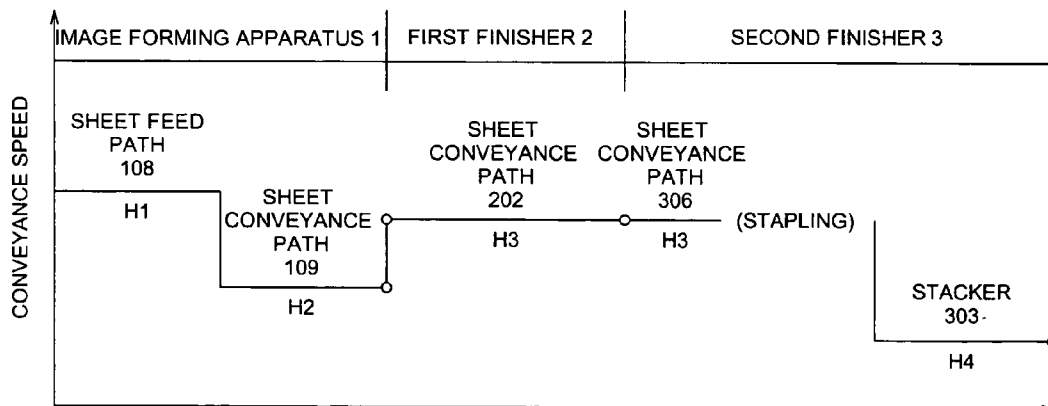 IMAGE FORMING APPARATUS 1
FIRST FINISHER 2
SECOND FINISHER 3
CONVEYANCE SPEED
SHEET FEED
PATH
108
H1
SHEET
CONVEYANCE
PATH
109
H2
SHEET
CONVEYANCE
PATH
202
H3
SHEET
CONVEYANCE
PATH
306
H3
(STAPLING)
STACKER
303
H4